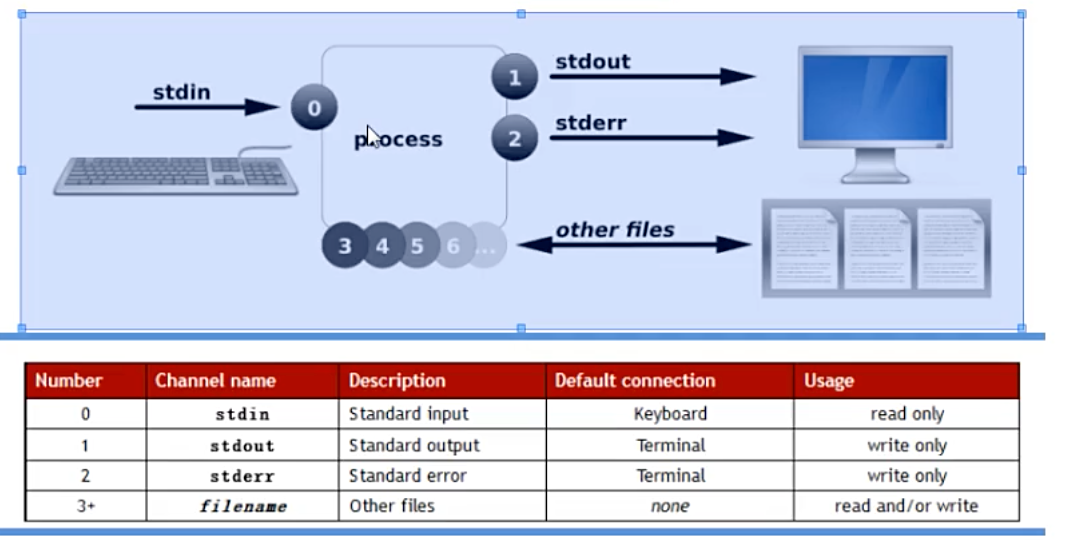 stdin
0
process
1
stdout
2
stderr
3 4 5 6 ...
other files
Number Channel name Description Default connection Usage
0 stdin Standard input Keyboard read only
1 stdout Standard output Terminal write only
2 stderr Standard error Terminal write only
3+ filename Other files none read and/or write